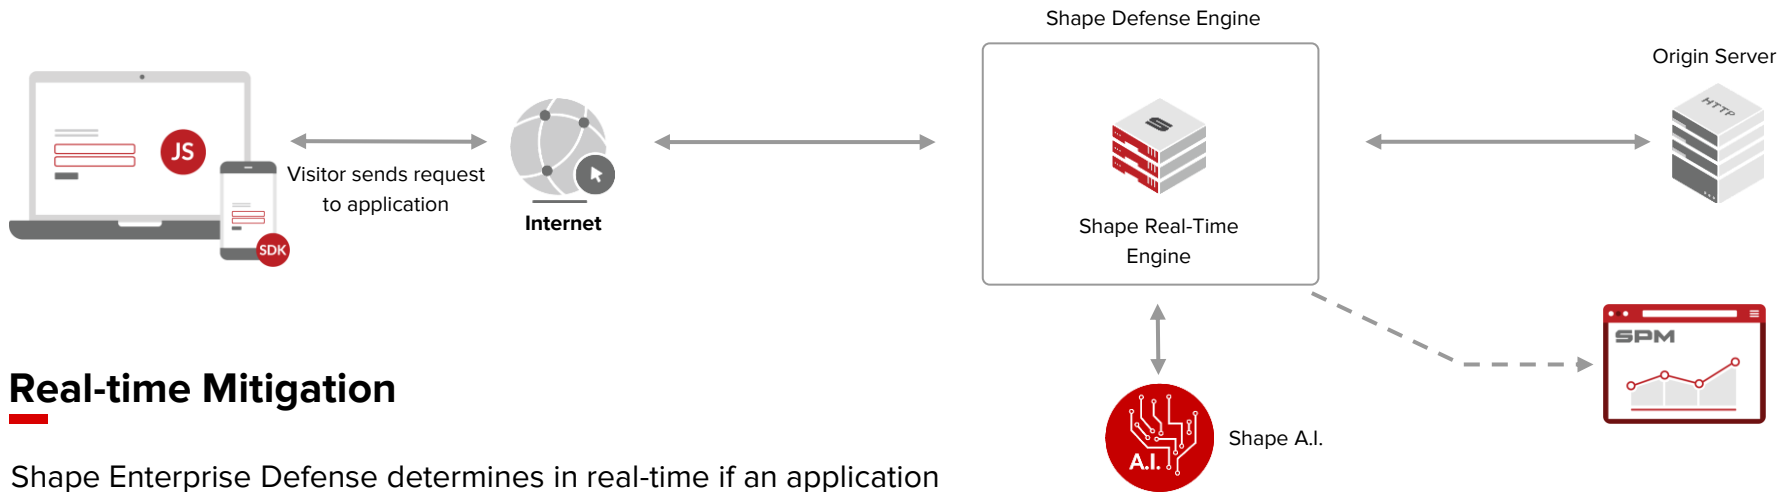 Shape Defense Engine
Origin Server
HTTP
JS
S
Visitor sends request
to application
Internet
SDK
Shape Real-Time
Engine
SPM
Real-time Mitigation
A.I.
Shape A.I.
Shape Enterprise Defense determines in real-time if an application